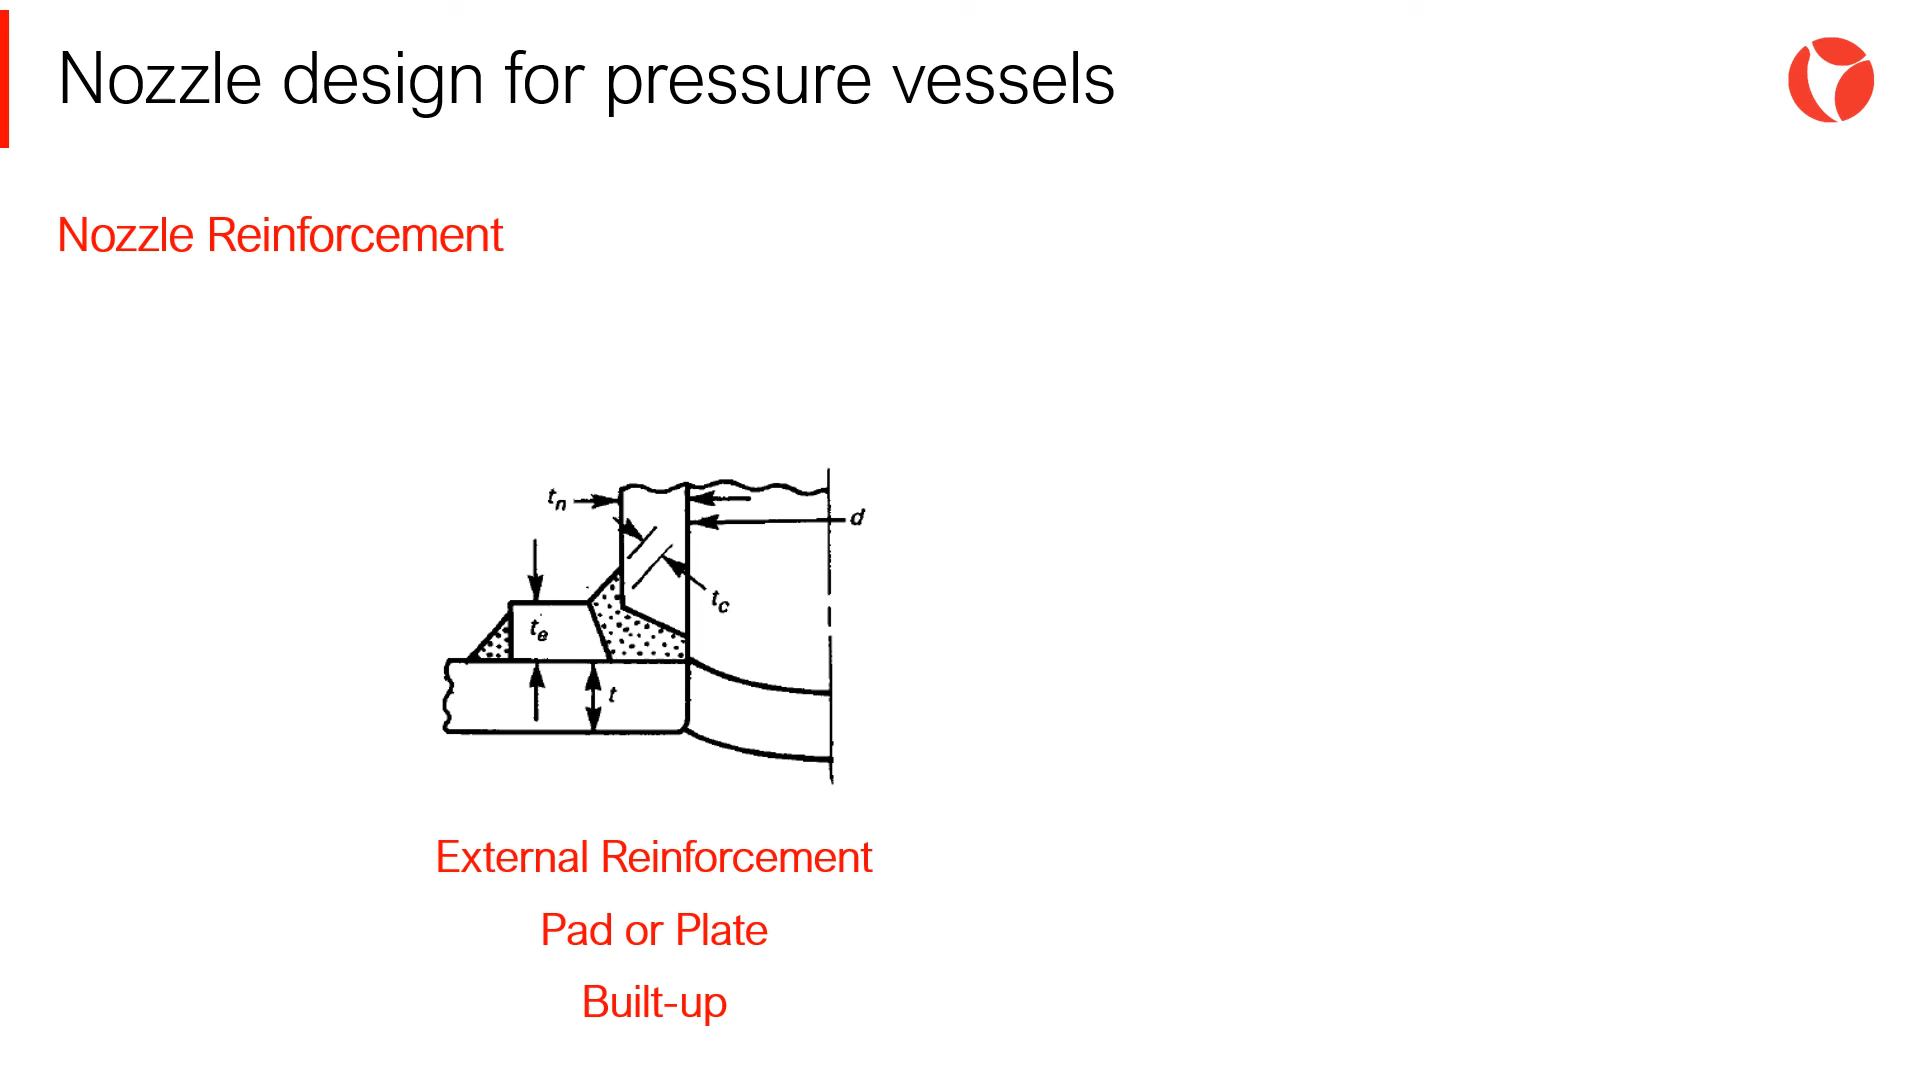 Nozzle design for pressure vessels
Nozzle Reinforcement
tn
d
tc
te
t
External Reinforcement
Pad or Plate
Built-up